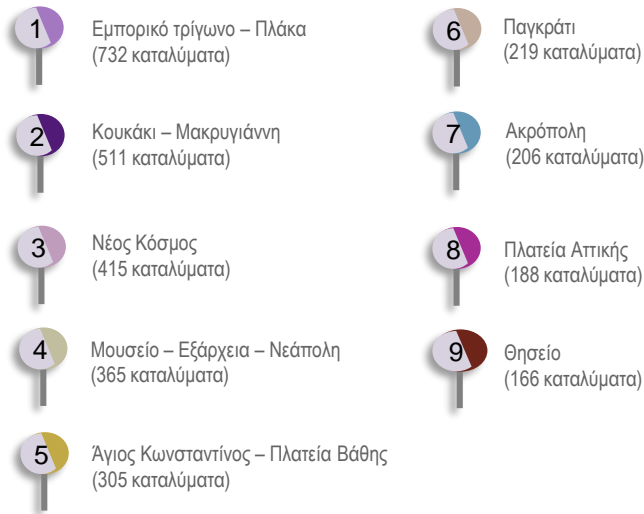 1
Εμπορικό τρίγωνο – Πλάκα
(732 καταλύματα)
2
Κουκάκι – Μακρυγιάννη
(511 καταλύματα)
3
Νέος Κόσμος
(415 καταλύματα)
4
Μουσείο – Εξάρχεια – Νεάπολη
(365 καταλύματα)
5
Άγιος Κωνσταντίνος – Πλατεία Βάθης
(305 καταλύματα)
6
Παγκράτι
(219 καταλύματα)
7
Ακρόπολη
(206 καταλύματα)
8
Πλατεία Αττικής
(188 καταλύματα)
9
Θησείο
(166 καταλύματα)